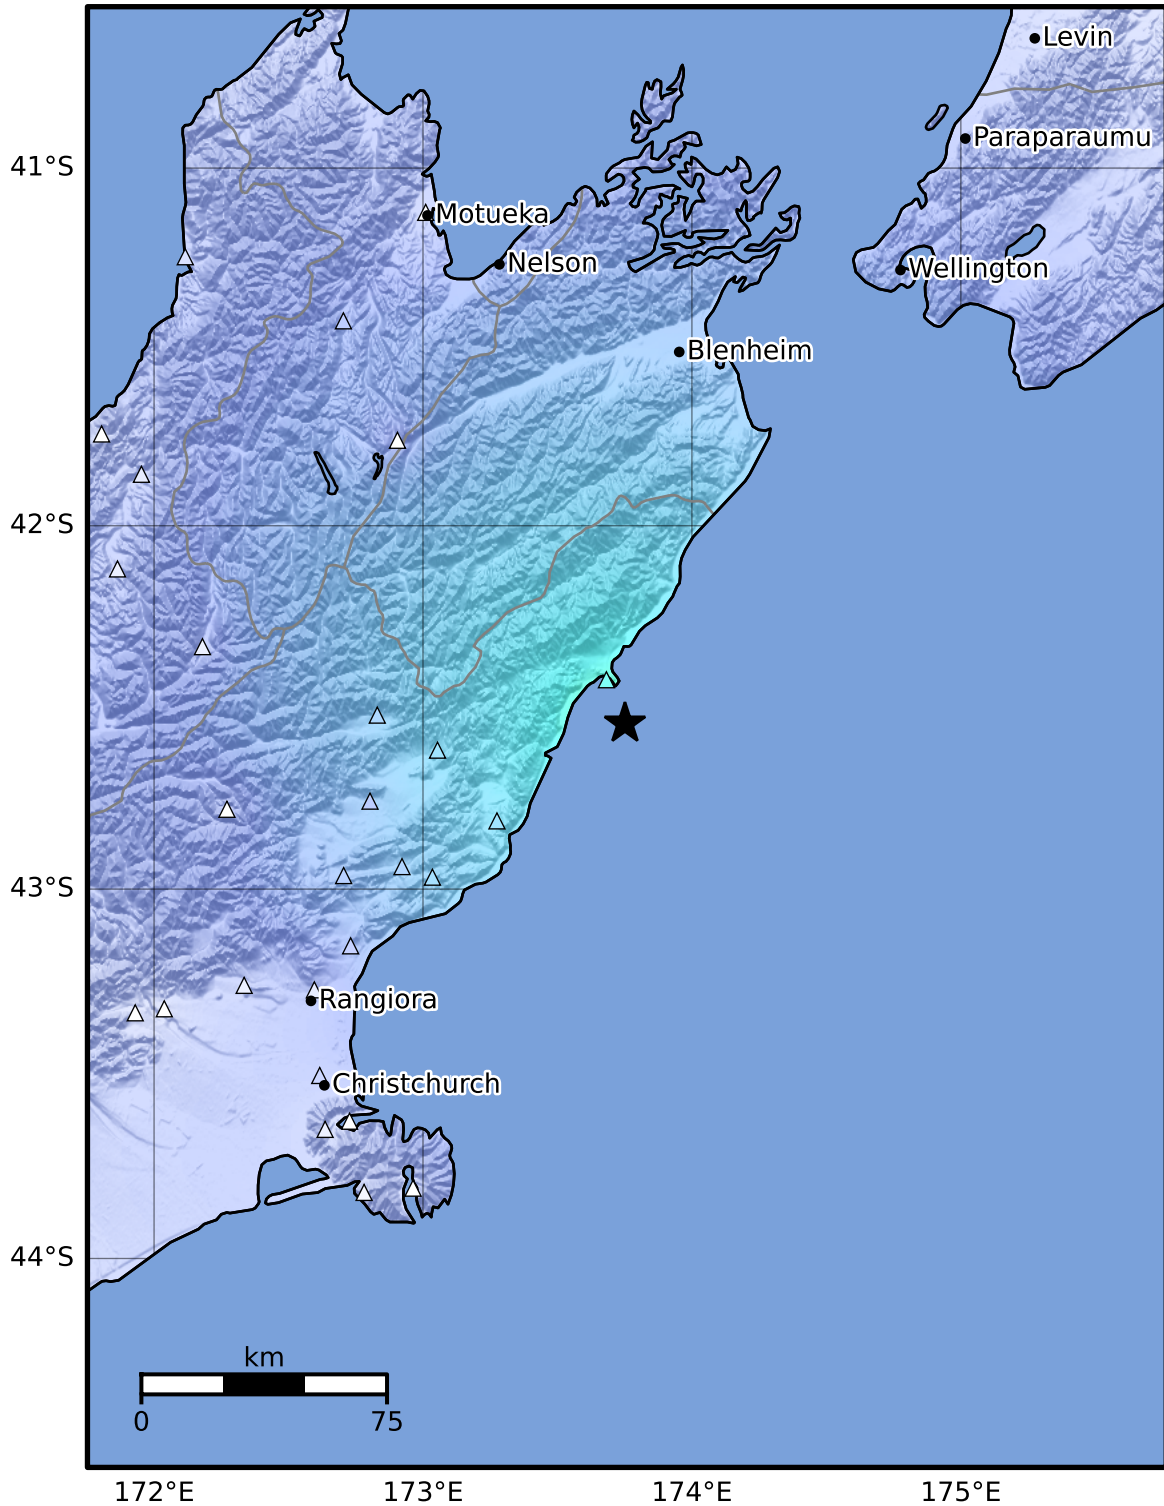 Levin
Paraparaumu
41°S
Motueka
Nelson
Wellington
Blenheim
42°S
43°S
Rangiora
Christchurch
44°S
km
0 75
172°E 173°E 174°E 175°E